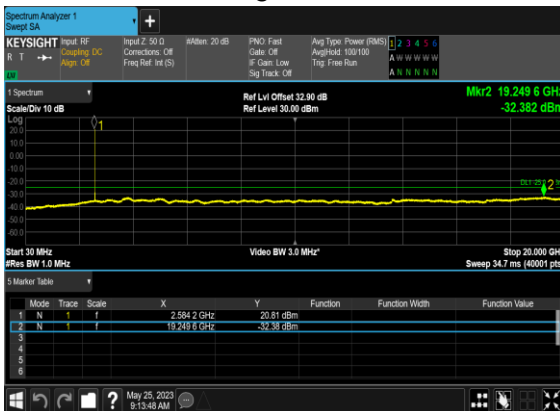 Spectrum Analyzer 1
Swept SA
KEYSIGHT
R T
LV
Input: RF
Coupling: DC
Align: Off
Input Z: 50 Ω
Corrections: Off
Freq Ref: Int (S)
#Atten: 20 dB
PNO: Fast
Gate: Off
IF Gain: Low
Sig Track: Off
Avg Type: Power (RMS)
Avg|Hold: 100/100
Trig: Free Run
1 2 3 4 5 6
A W W W W W
A N N N N N
1 Spectrum
Scale/Div 10 dB
Ref Lvl Offset 32.90 dB
Ref Level 30.00 dBm
Mkr2 19.249 6 GHz
-32.382 dBm
Log
20.0
10.0
0.00
-10.0
-20.0
-30.0
-40.0
-50.0
-60.0
1
2
Start 30 MHz
#Res BW 1.0 MHz
Video BW 3.0 MHz*
Stop 20.000 GH
Sweep 34.7 ms (40001 pts
5 Marker Table
Mode Trace Scale X Y Function Function Width Function Value
1 N 1 f 2.584 2 GHz 20.81 dBm
2 N 1 f 19.249 6 GHz -32.38 dBm
3
4
5
6
?
May 25, 2023
9:13:48 AM